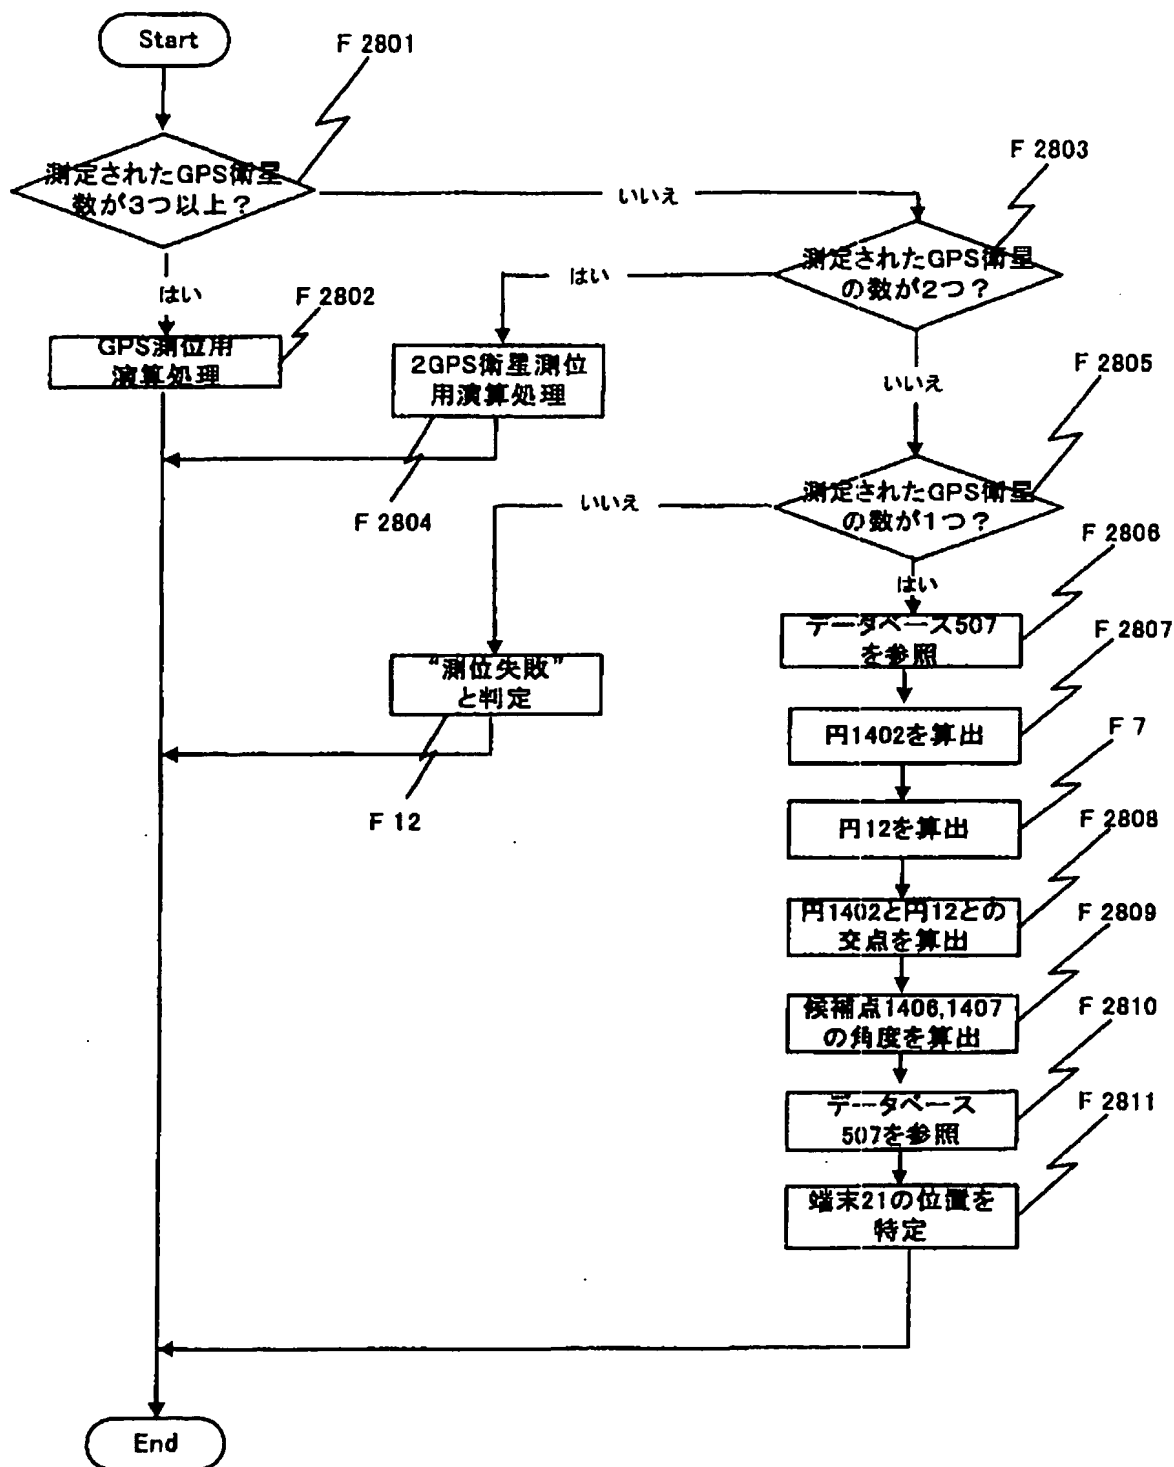 Start
F 2801
測定されたGPS衛星
数が3つ以上？
いいえ
F 2803
測定されたGPS衛星
の数が2つ？
はい
はい
F 2802
GPS測位用
演算処理
2GPS衛星測位
用演算処理
F 2804
いいえ
F 2805
測定されたGPS衛星
の数が1つ？
いいえ
はい
F 2806
データベース507
を参照
“測位失敗”
と判定
F 12
F 2807
円1402を算出
F 7
円12を算出
F 2808
円1402と円12との
交点を算出
F 2809
候補点1406,1407
の角度を算出
F 2810
データベース
507を参照
F 2811
端末21の位置を
特定
End